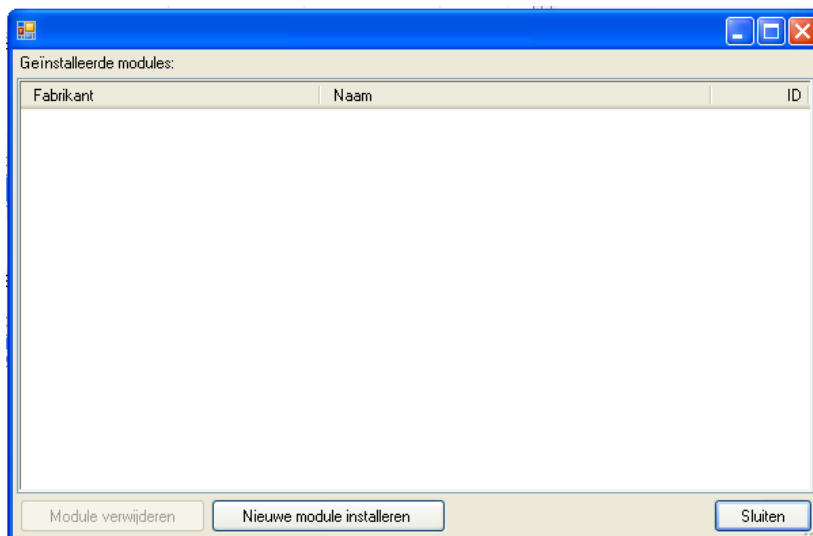 Geïnstalleerde modules:
Fabrikant Naam ID
Module verwijderen Nieuwe module installeren Sluiten